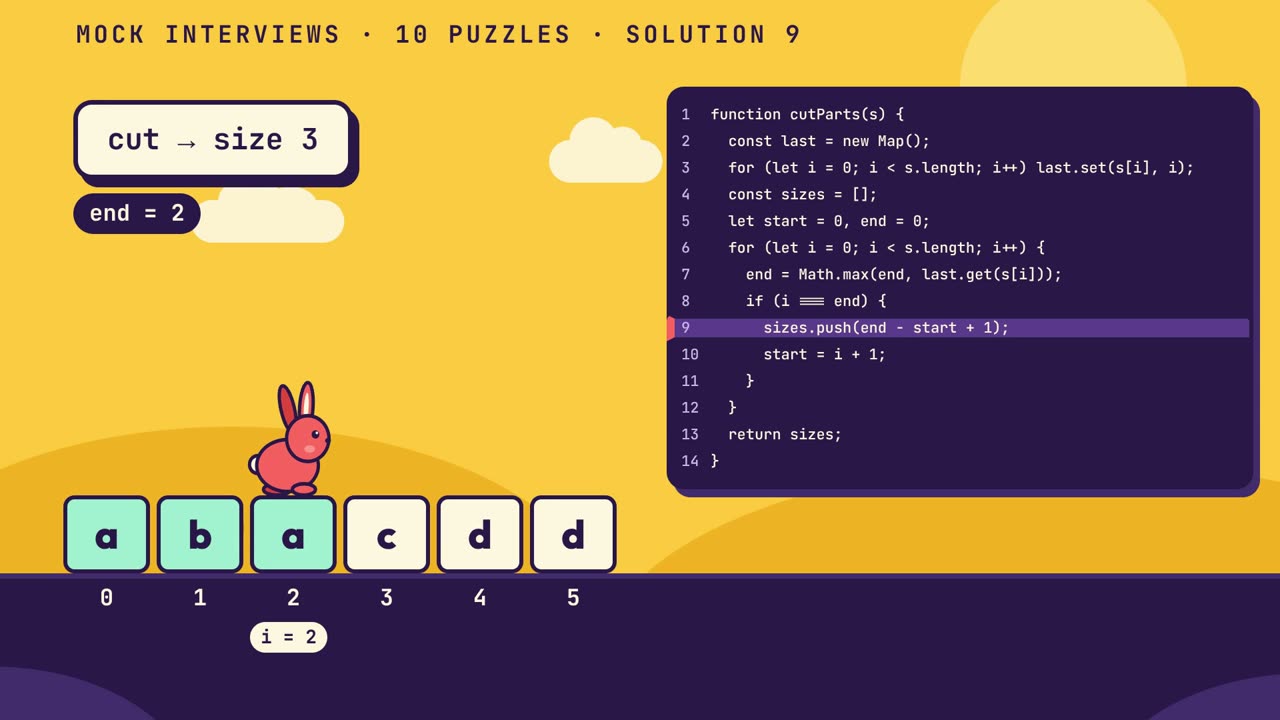 MOCK INTERVIEWS · 10 PUZZLES · SOLUTION 9
cut → size 3
end = 2
1 function cutParts(s) {
2 const last = new Map();
3 for (let i = 0; i < s.length; i++) last.set(s[i], i);
4 const sizes = [];
5 let start = 0, end = 0;
6 for (let i = 0; i < s.length; i++) {
7 end = Math.max(end, last.get(s[i]));
8 if (i === end) {
9 sizes.push(end - start + 1);
10 start = i + 1;
11 }
12 }
13 return sizes;
14 }
a b a c d d
0 1 2 3 4 5
i = 2